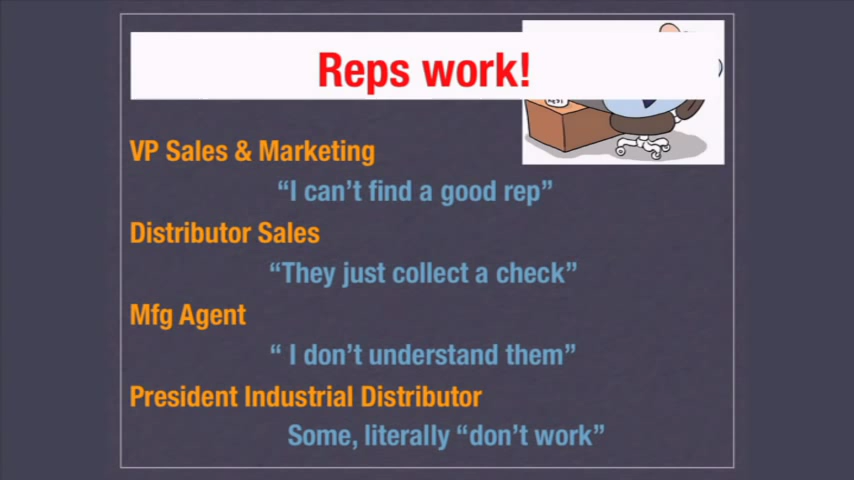 Reps work!
VP Sales & Marketing
“I can’t find a good rep”
Distributor Sales
“They just collect a check”
Mfg Agent
“ I don’t understand them”
President Industrial Distributor
Some, literally “don’t work”